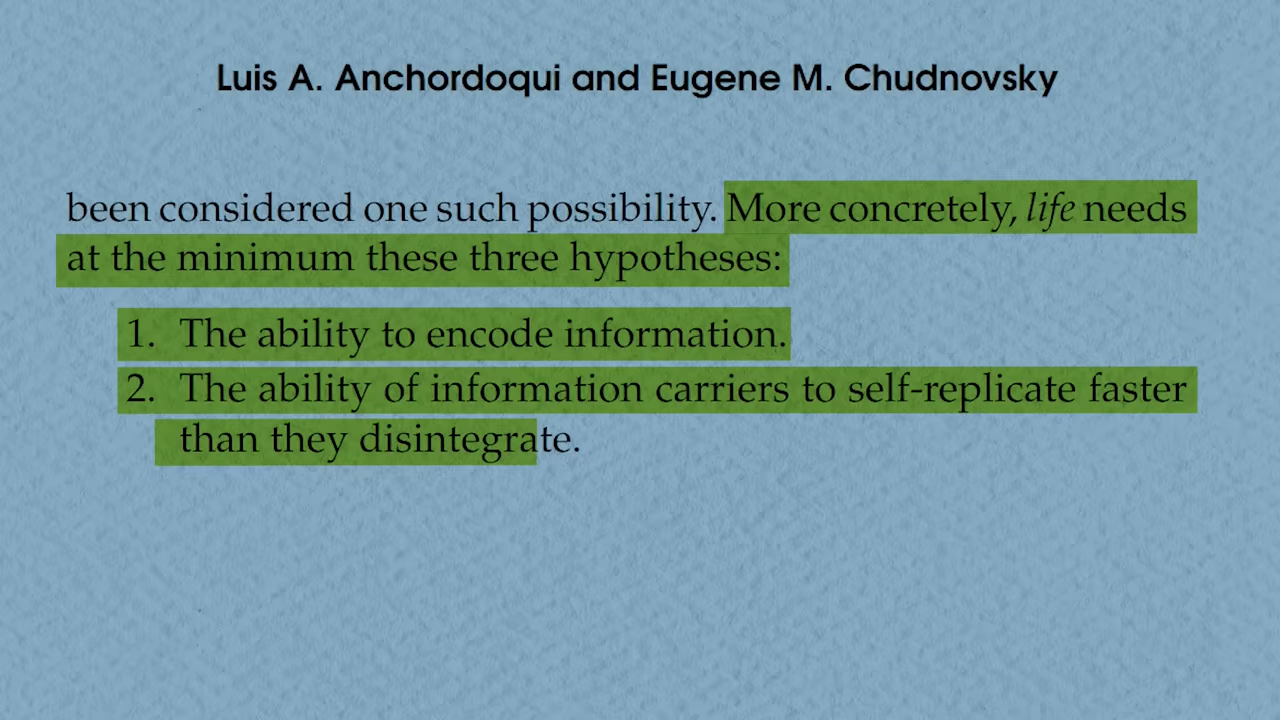 Luis A. Anchordoqui and Eugene M. Chudnovsky
been considered one such possibility. More concretely, life needs
at the minimum these three hypotheses:
1. The ability to encode information.
2. The ability of information carriers to self-replicate faster
than they disintegrate.